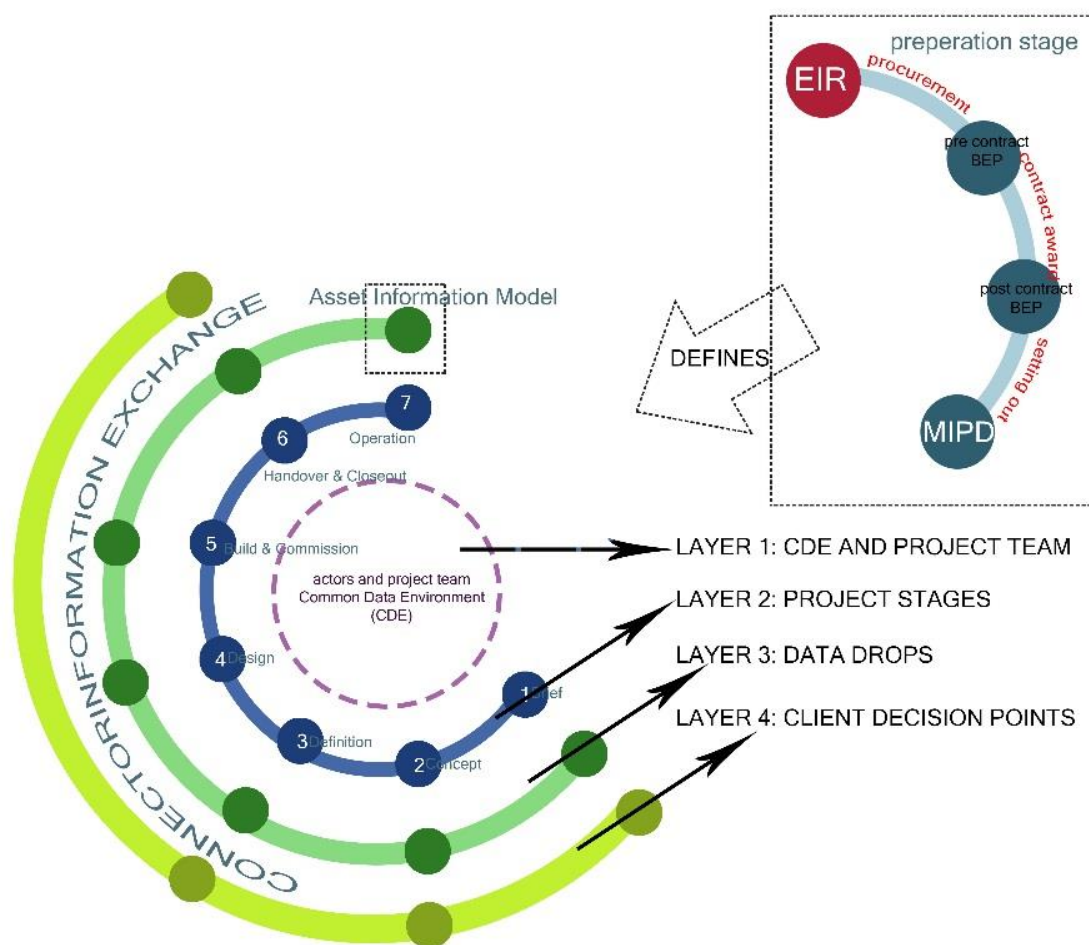 preperation stage
EIR
procurement
pre contract
BEP
contract award
post contract
BEP
setting out
MIPD
DEFINES
Asset Information Model
CONNECTORINFORMATION EXCHANGE
7
Operation
6
Handover & Closeout
5
Build & Commission
actors and project team
Common Data Environment
(CDE)
4
Design
3
Definition
2
Concept
1
Brief
LAYER 1: CDE AND PROJECT TEAM
LAYER 2: PROJECT STAGES
LAYER 3: DATA DROPS
LAYER 4: CLIENT DECISION POINTS